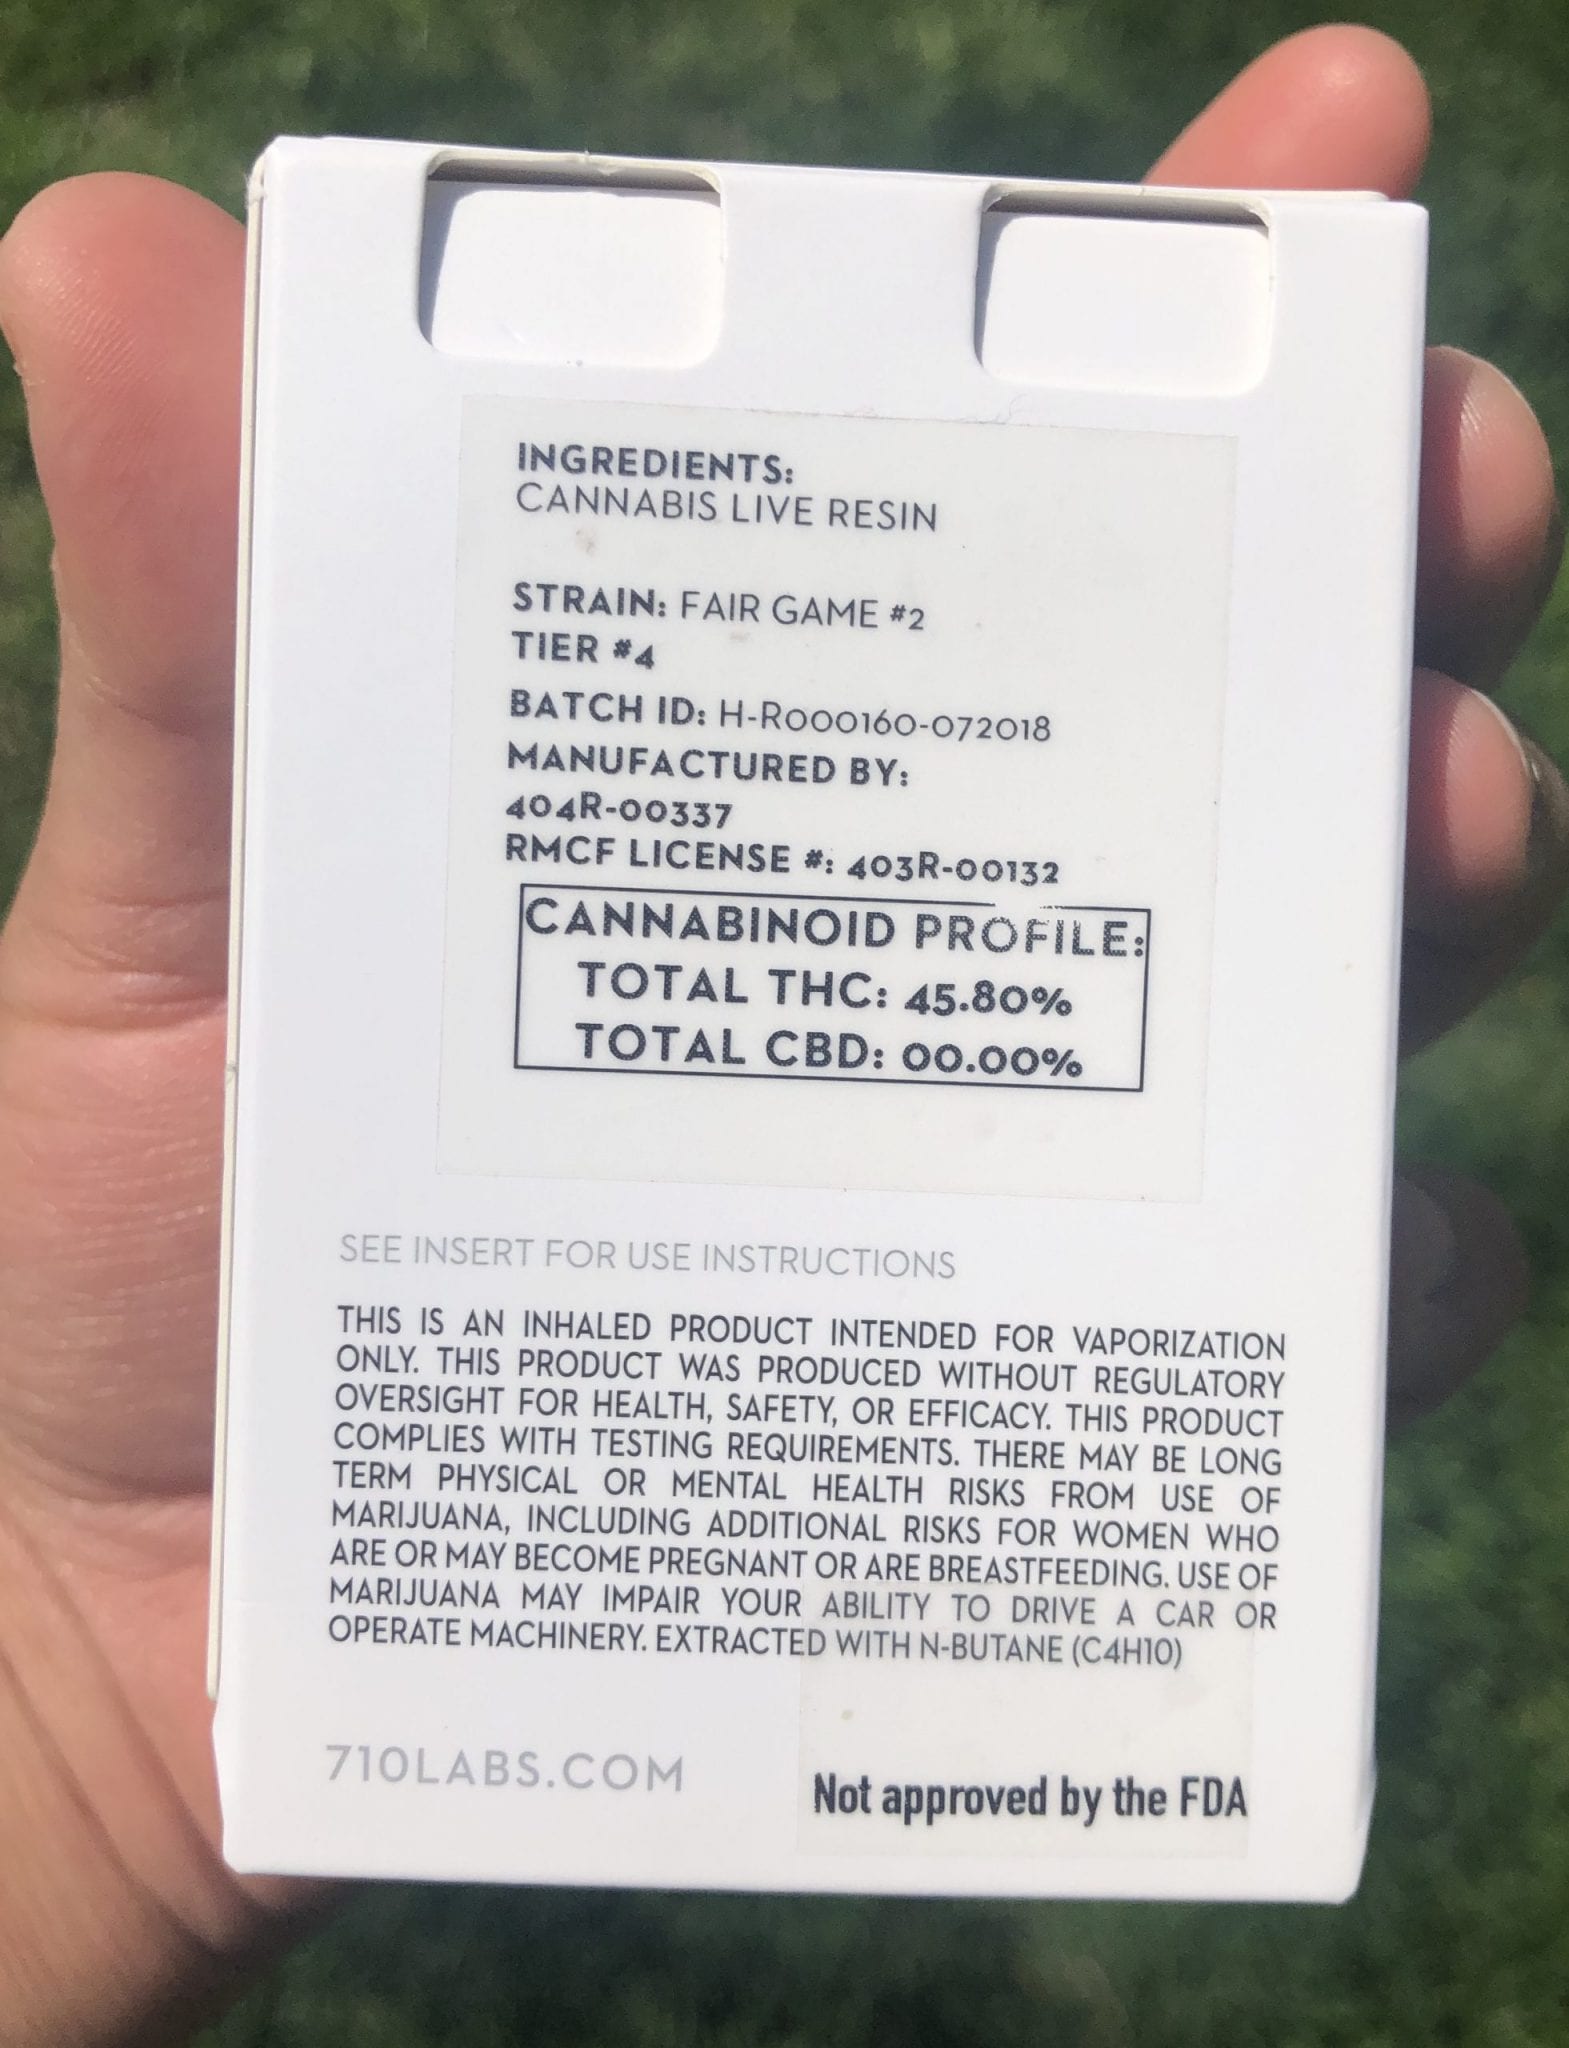 INGREDIENTS:
CANNABIS LIVE RESIN
STRAIN: FAIR GAME #2
TIER #4
BATCH ID: H-R000160-072018
MANUFACTURED BY:
404R-00337
RMCF LICENSE #: 403R-00132
CANNABINOID PROFILE:
TOTAL THC: 45.80%
TOTAL CBD: 00.00%
SEE INSERT FOR USE INSTRUCTIONS
THIS IS AN INHALED PRODUCT INTENDED FOR VAPORIZATION
ONLY. THIS PRODUCT WAS PRODUCED WITHOUT REGULATORY
OVERSIGHT FOR HEALTH, SAFETY, OR EFFICACY. THIS PRODUCT
COMPLIES WITH TESTING REQUIREMENTS. THERE MAY BE LONG
TERM PHYSICAL OR MENTAL HEALTH RISKS FROM USE OF
MARIJUANA, INCLUDING ADDITIONAL RISKS FOR WOMEN WHO
ARE OR MAY BECOME PREGNANT OR ARE BREASTFEEDING. USE OF
MARIJUANA MAY IMPAIR YOUR ABILITY TO DRIVE A CAR OR
OPERATE MACHINERY. EXTRACTED WITH N-BUTANE (C4H10)
710LABS.COM
Not approved by the FDA